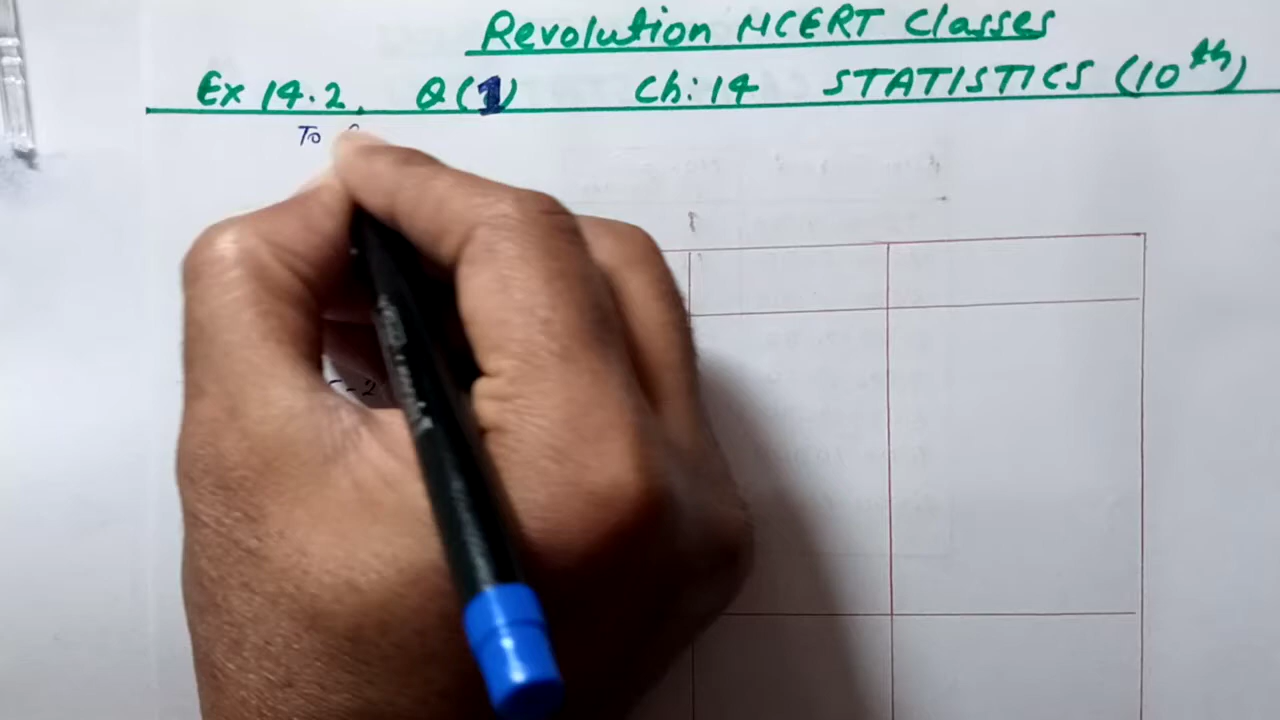 Revolution NCERT Classes
Ex 14.2. Q(1) Ch: 14 STATISTICS (10th)
To